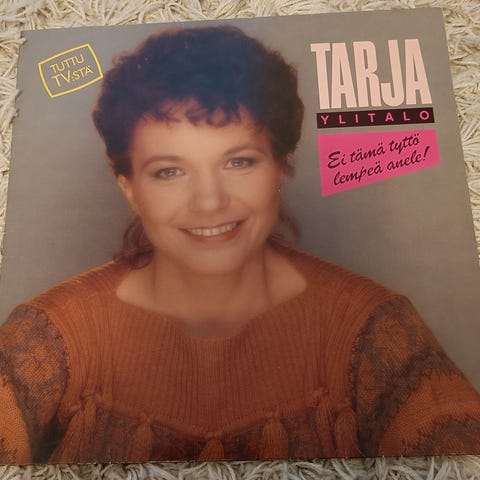 TUTTU
TV:STÄ
TARJA
YLITALO
Ei tämä tyttö
lempeä anele!